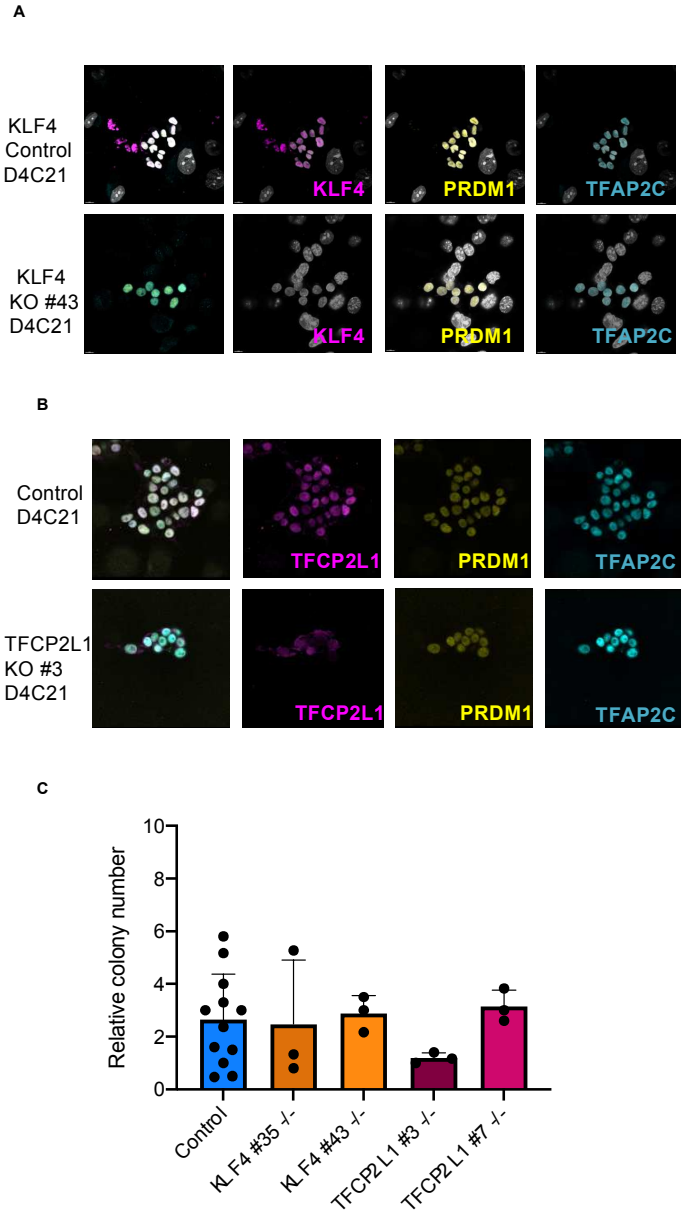 A
KLF4
Control
D4C21
KLF4
PRDM1
TFAP2C
KLF4
KO #43
D4C21
KLF4
PRDM1
TFAP2C
B
Control
D4C21
TFCP2L1
PRDM1
TFAP2C
TFCP2L1
KO #3
D4C21
TFCP2L1
PRDM1
TFAP2C
C
Relative colony number
10
8
6
4
2
0
Control
KLF4 #35 -/-
KLF4 #43 -/-
TFCP2L1 #3 -/-
TFCP2L1 #7 -/-